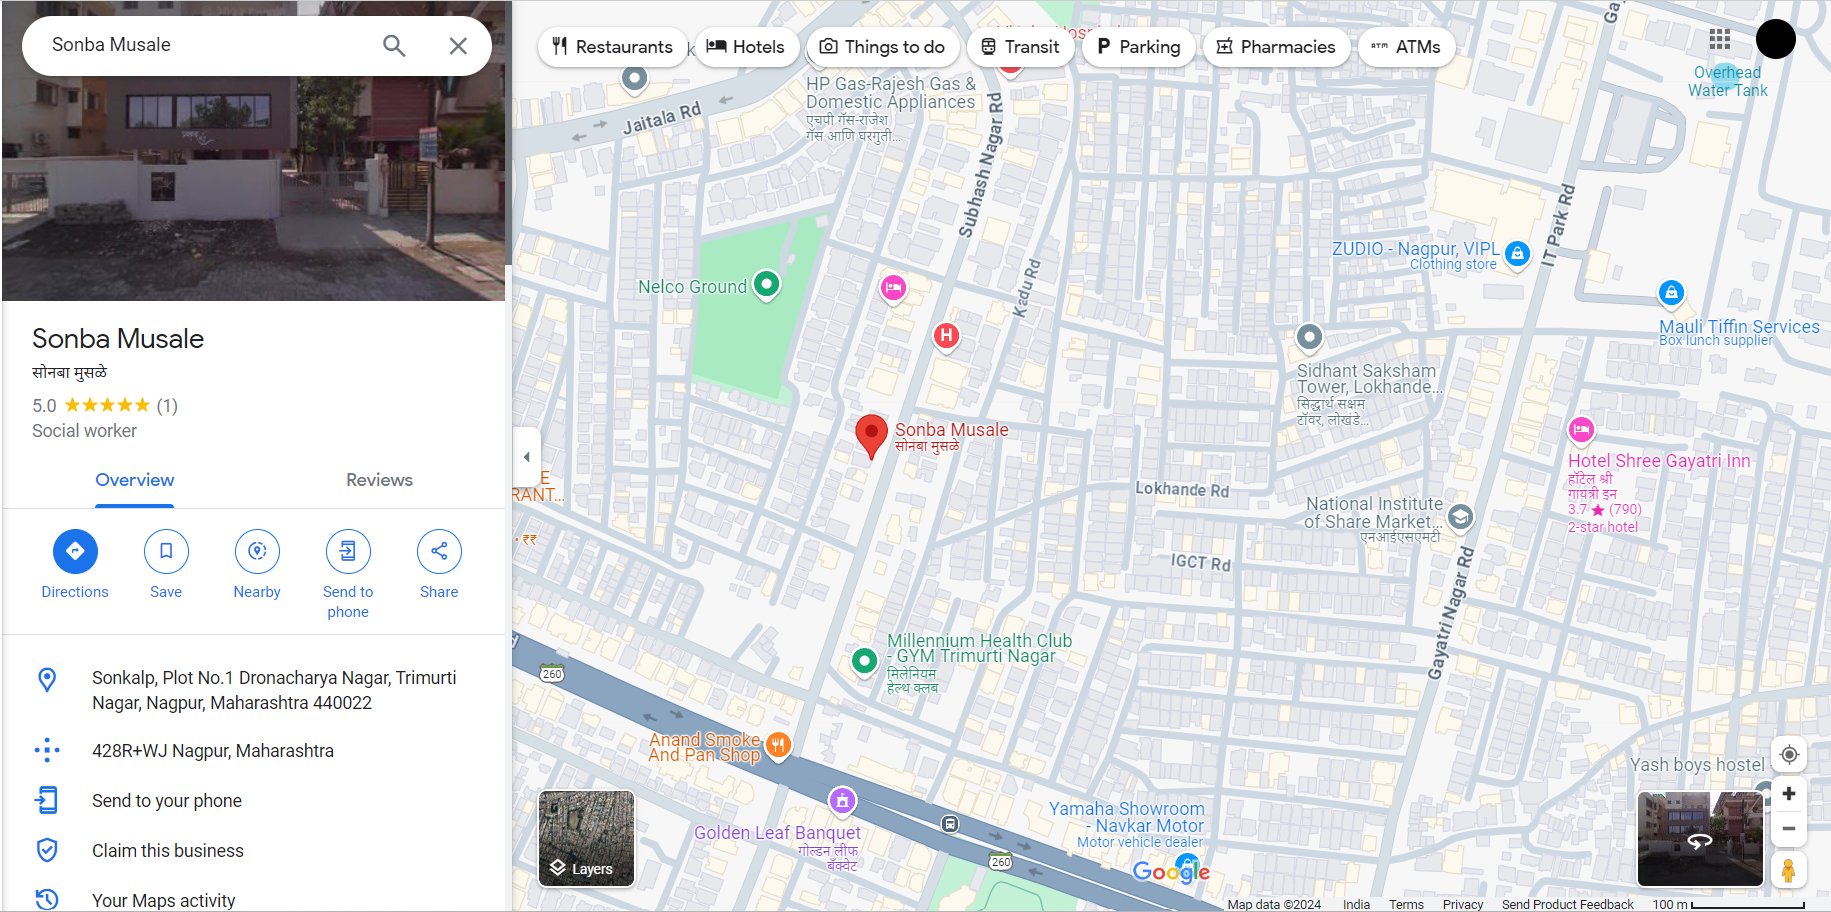 Sonba Musale
Restaurants
Hotels
Things to do
Transit
Parking
Pharmacies
ATMs
Sonba Musale
सोनबा मुसळे
5.0 ★★★★★ (1)
Social worker
Overview
Reviews
Directions
Save
Nearby
Send to
phone
Share
Sonkalp, Plot No.1 Dronacharya Nagar, Trimurti
Nagar, Nagpur, Maharashtra 440022
428R+WJ Nagpur, Maharashtra
Send to your phone
Claim this business
Your Maps activity
Jaitala Rd
HP Gas-Rajesh Gas &
Domestic Appliances
एचपी गॅस-राजेश
गॅस आणि घरगुती...
Subhash Nagar Rd
Kadu Rd
Overhead
Water Tank
IT Park Rd
ZUDIO - Nagpur, VIPL
Clothing store
Nelco Ground
H
Mauli Tiffin Services
Box lunch supplier
Sidhant Saksham
Tower, Lokhande...
सिद्धार्थ सक्षम
टॉवर, लोखंडे...
Sonba Musale
सोनबा मुसळे
Hotel Shree Gayatri Inn
हॉटेल श्री
गायत्री इन
3.7 ★ (790)
2-star hotel
RANT...
Lokhande Rd
National Institute
of Share Market...
एनआईएसएमटी
IGCT Rd
Gayatri Nagar Rd
Millennium Health Club
- GYM Trimurti Nagar
मिलेनियम
हेल्थ क्लब
260
Anand Smoke
And Pan Shop
Yash boys hostel
Golden Leaf Banquet
गोल्डन लीफ
बँक्वेट
Yamaha Showroom
- Navkar Motor
Motor vehicle dealer
260
Layers
Google
Map data ©2024
India
Terms
Privacy
Send Product Feedback
100 m